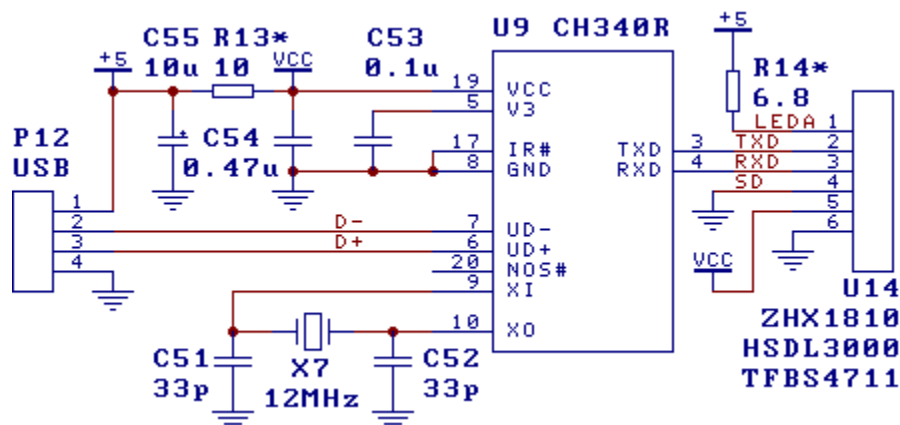 U9 CH340R
+5
C55 R13* VCC C53
+5
10u 10
0.1u
R14*
6.8
19 VCC
5 V3
LEDA 1
P12
USB
C54
0.47u
17 IR# TXD 3 TXD 2
8 GND RXD 4 RXD 3
SD 4
1
5
2 D- 7 UD-
6
3 D+ 6 UD+
4
20 NOS#
VCC
9 XI
U14
10 XO
ZHX1810
C51 X7 C52
HSDL3000
33p 12MHz 33p
TFBS4711